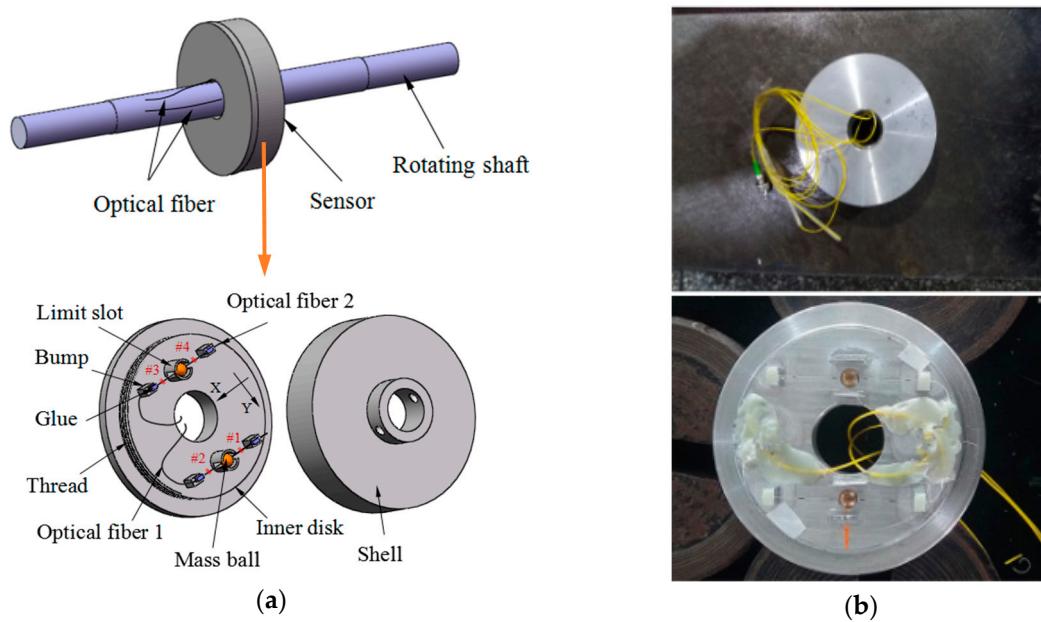 Optical fiber
Sensor
Rotating shaft
Limit slot
Optical fiber 2
Bump
#4
#3
X
Y
Glue
#1
#2
Thread
Optical fiber 1
Inner disk
Mass ball
Shell
(a)
G
(b)